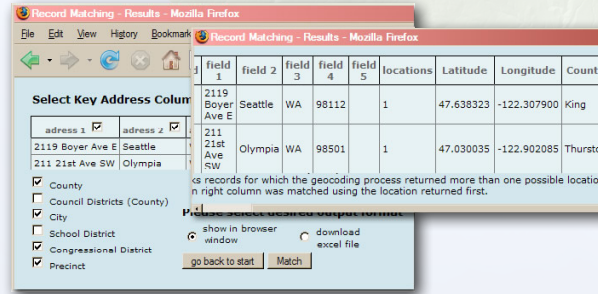 Record Matching - Results - Mozilla Firefox
File Edit View History Bookmark
Select Key Address Colum
adress 1 adress 2
2119 Boyer Ave E Seattle
211 21st Ave SW Olympia
County
Council Districts (County)
City
School District
Congressional District
Precinct
Please select desired output format
show in browser window
download excel file
go back to start Match
Record Matching - Results - Mozilla Firefox
field 1 field 2 field 3 field 4 field 5 locations Latitude Longitude Count
2119 Boyer Ave E Seattle WA 98112 1 47.638323 -122.307900 King
211 21st Ave SW Olympia WA 98501 1 47.030035 -122.902085 Thursto
ks records for which the geocoding process returned more than one possible locatio
n right column was matched using the location returned first.